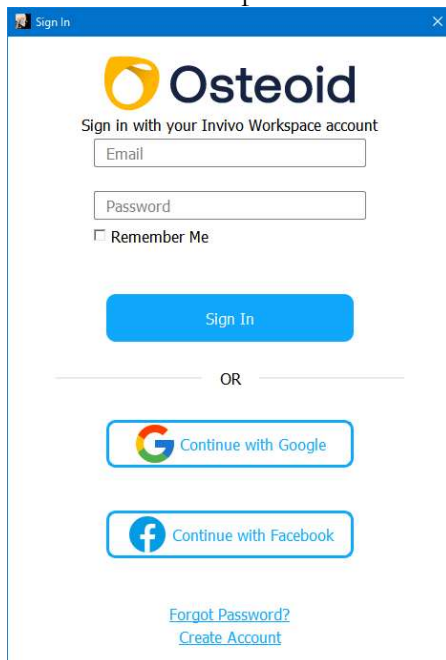 Sign In
Osteoid
Sign in with your Invivo Workspace account
Email
Password
Remember Me
Sign In
OR
Continue with Google
Continue with Facebook
Forgot Password?
Create Account